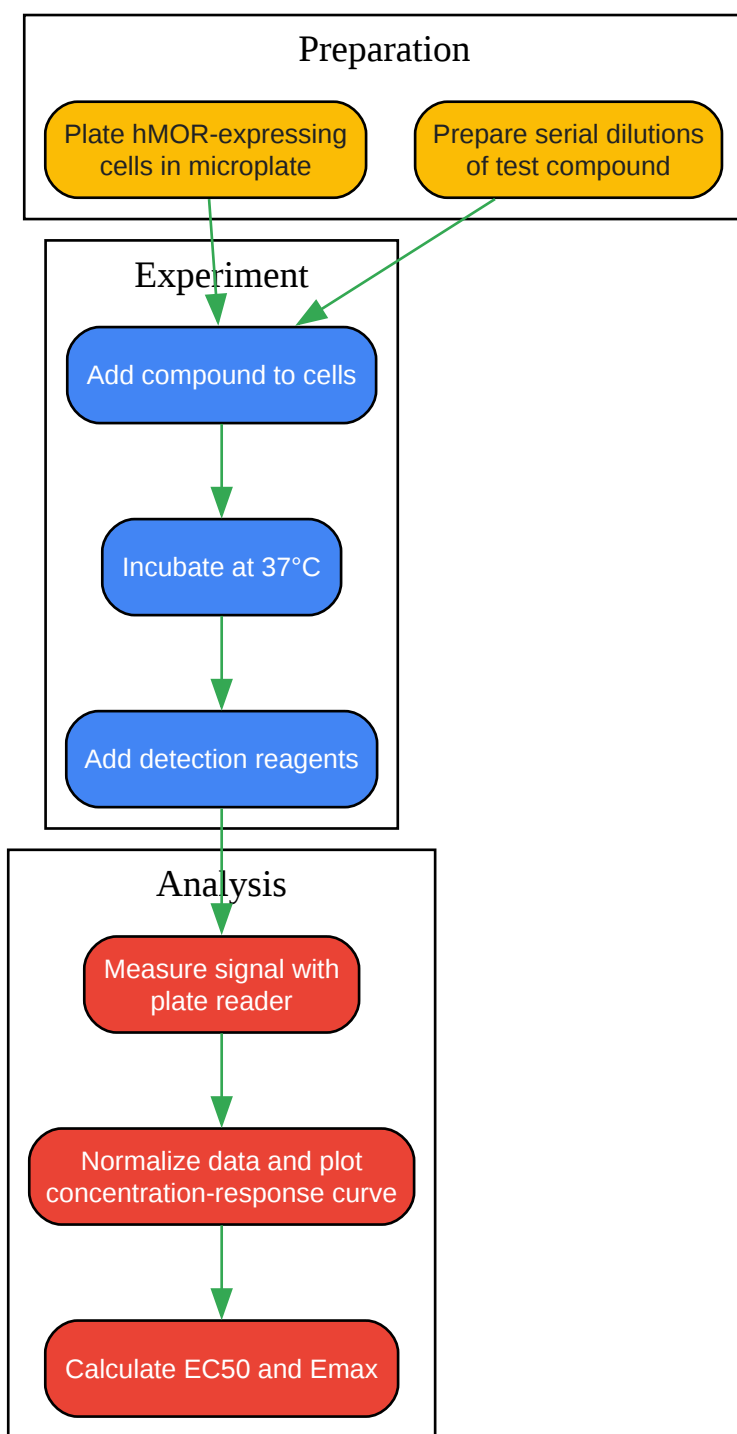 Preparation
Plate hMOR-expressing
cells in microplate
Prepare serial dilutions
of test compound
Experiment
Add compound to cells
Incubate at 37°C
Add detection reagents
Analysis
Measure signal with
plate reader
Normalize data and plot
concentration-response curve
Calculate EC50 and Emax